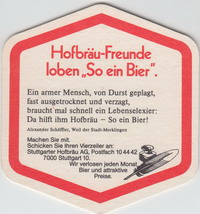 Hofbräu-Freunde
loben „So ein Bier“.
Ein armer Mensch, von Durst geplagt,
fast ausgetrocknet und verzagt,
braucht mal schnell ein Lebenselexier:
Da hilft ihm Hofbräu – So ein Bier!
Alexander Schöffler, Weil der Stadt-Merklingen
Machen Sie mit.
Schicken Sie Ihren Vierzeiler an:
Stuttgarter Hofbräu AG, Postfach 10 44 42
7000 Stuttgart 10.
Wir verlosen jeden Monat
Bier und attraktive
Preise.